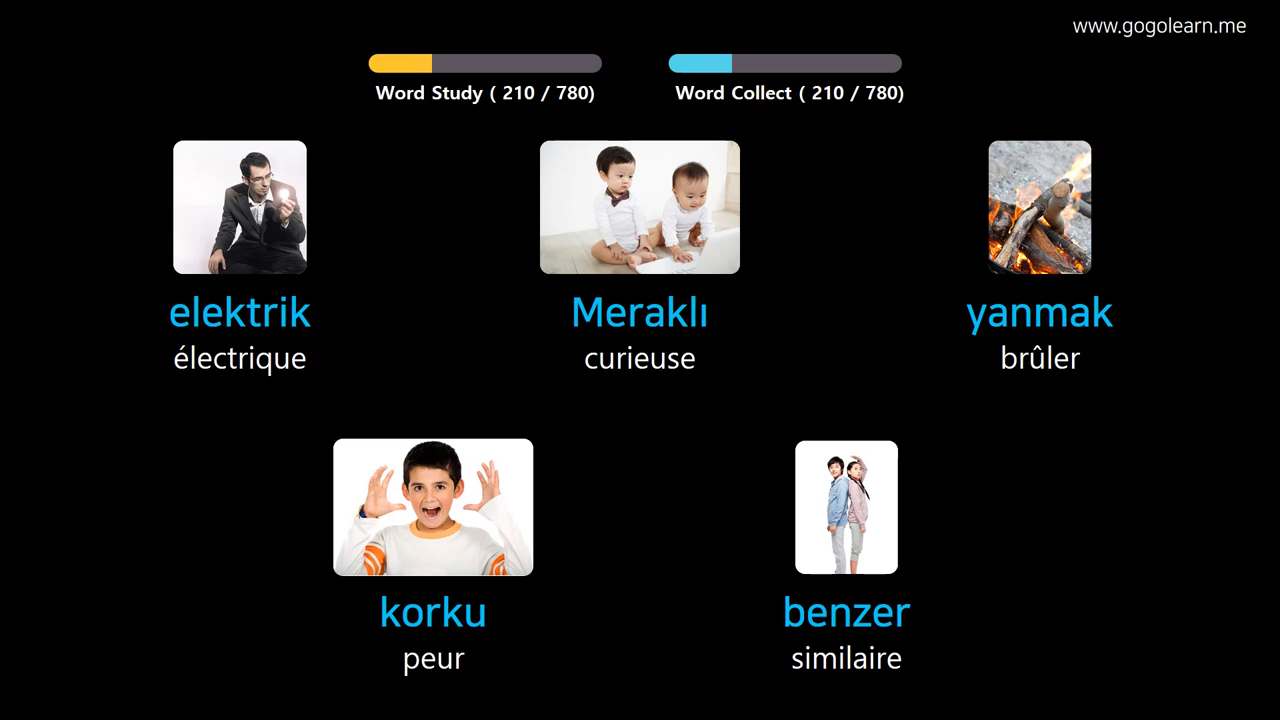 www.gogolearn.me
Word Study ( 210 / 780)
Word Collect ( 210 / 780)
elektrik
électrique
Meraklı
curieuse
yanmak
brûler
korku
peur
benzer
similaire